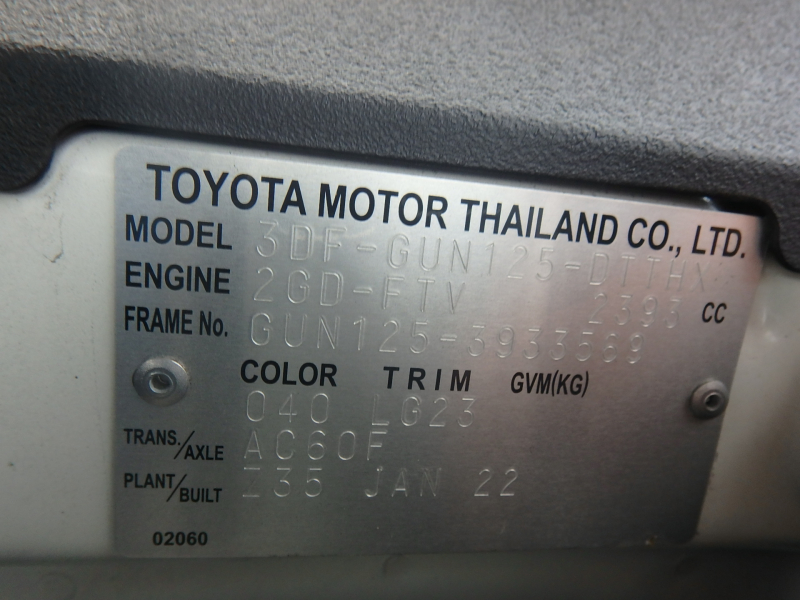 TOYOTA MOTOR THAILAND CO., LTD.
MODEL 3DF-GUN125-DTTHX
ENGINE 2GD-FTV 2393 CC
FRAME No. GUN125-3933569
COLOR TRIM GVM(KG)
040 LG23
TRANS./AXLE AC60F
PLANT/BUILT Z35 JAN 22
02060